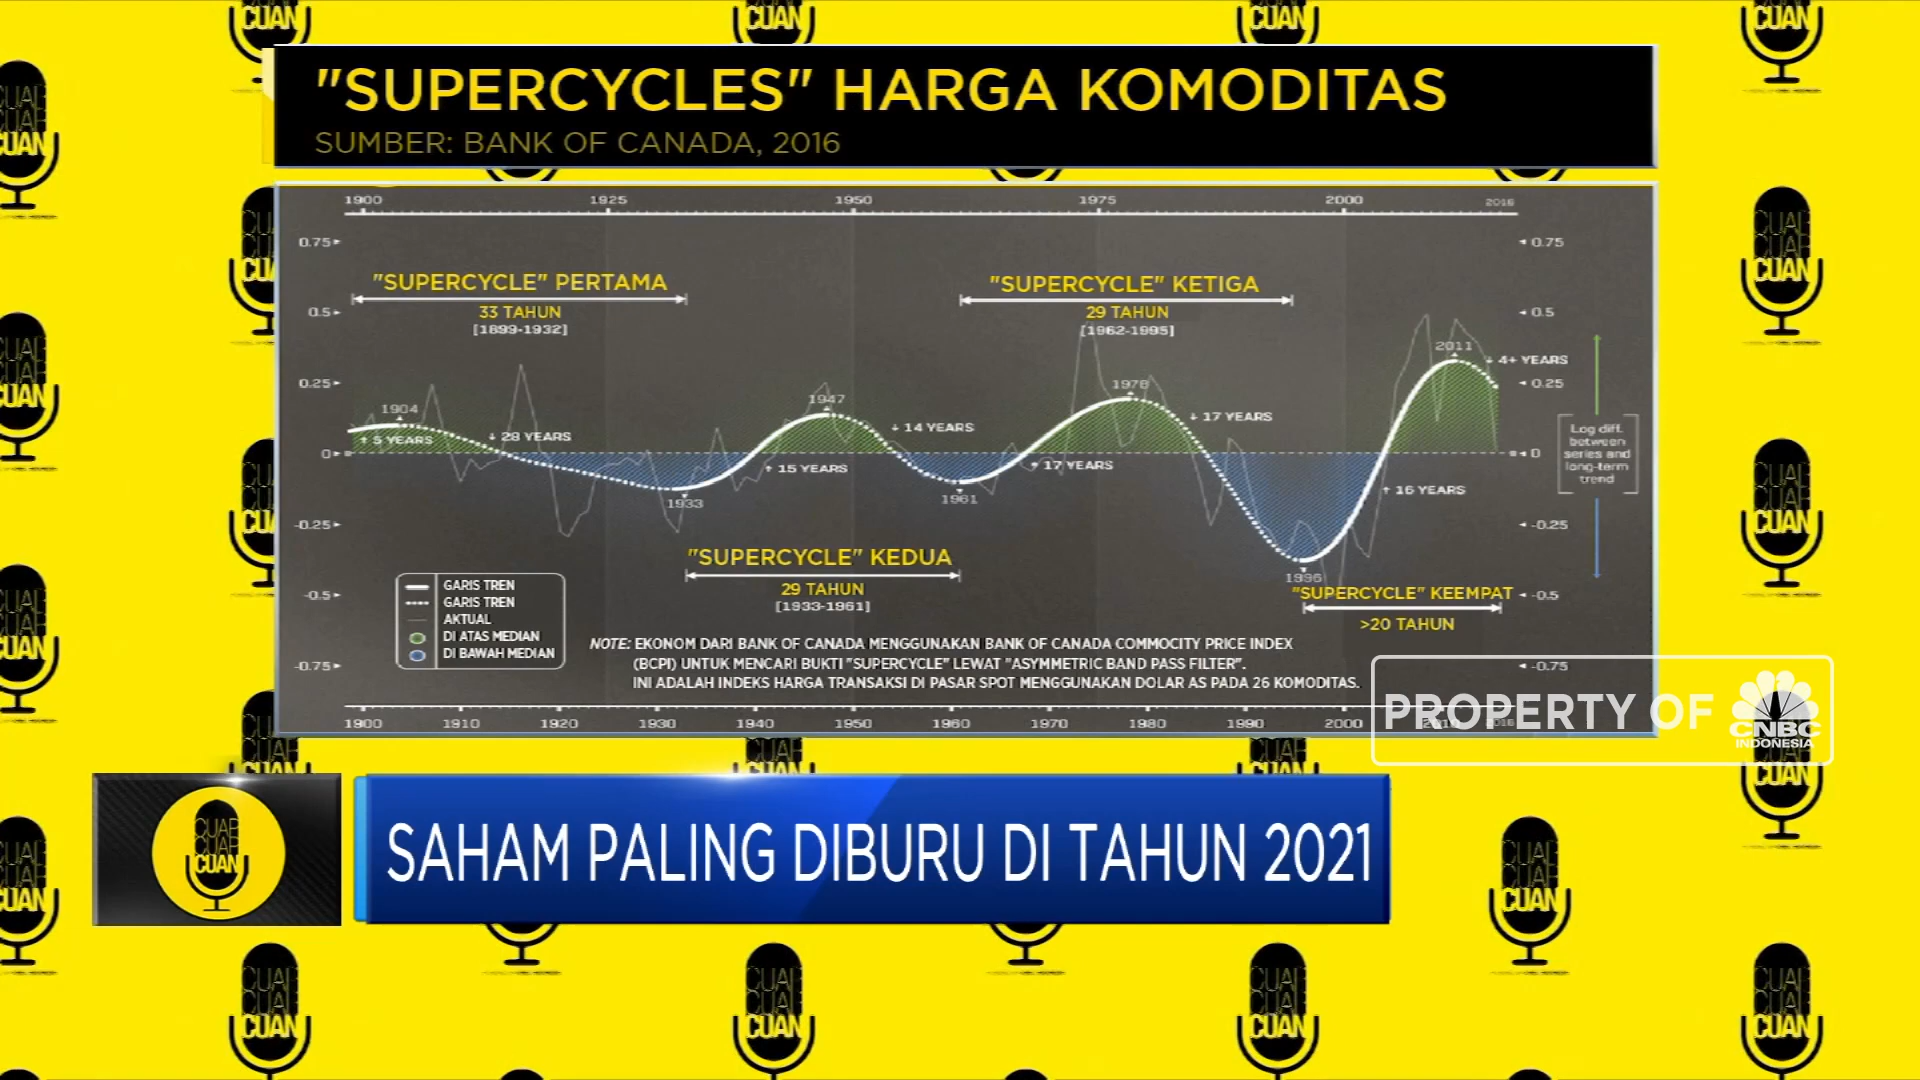 "SUPERCYCLES" HARGA KOMODITAS
SUMBER: BANK OF CANADA, 2016
1900 1925 1950 1975 2000 2016
0.75 0.75
"SUPERCYCLE" PERTAMA
33 TAHUN
[1899-1932]
"SUPERCYCLE" KETIGA
29 TAHUN
[1962-1995]
0.5 0.5
2011
4+ YEARS
0.25 0.25
1904
↑ 5 YEARS
↓ 28 YEARS
1947
↓ 14 YEARS
1978
↓ 17 YEARS
0 0
↑ 15 YEARS
↑ 17 YEARS
↑ 16 YEARS
1933
1961
1996
Log diff.
between
series and
long-term
trend
-0.25 -0.25
"SUPERCYCLE" KEDUA
29 TAHUN
[1933-1961]
"SUPERCYCLE" KEEMPAT
>20 TAHUN
-0.5 -0.5
GARIS TREN
GARIS TREN
AKTUAL
DI ATAS MEDIAN
DI BAWAH MEDIAN
NOTE: EKONOM DARI BANK OF CANADA MENGGUNAKAN BANK OF CANADA COMMOCITY PRICE INDEX
(BCPI) UNTUK MENCARI BUKTI "SUPERCYCLE" LEWAT "ASYMMETRIC BAND PASS FILTER".
INI ADALAH INDEKS HARGA TRANSAKSI DI PASAR SPOT MENGGUNAKAN DOLAR AS PADA 26 KOMODITAS.
-0.75 -0.75
1900 1910 1920 1930 1940 1950 1960 1970 1980 1990 2000 2010 2016
PROPERTY OF CNBC INDONESIA
CUAP
CUAP
CUAN
SAHAM PALING DIBURU DI TAHUN 2021